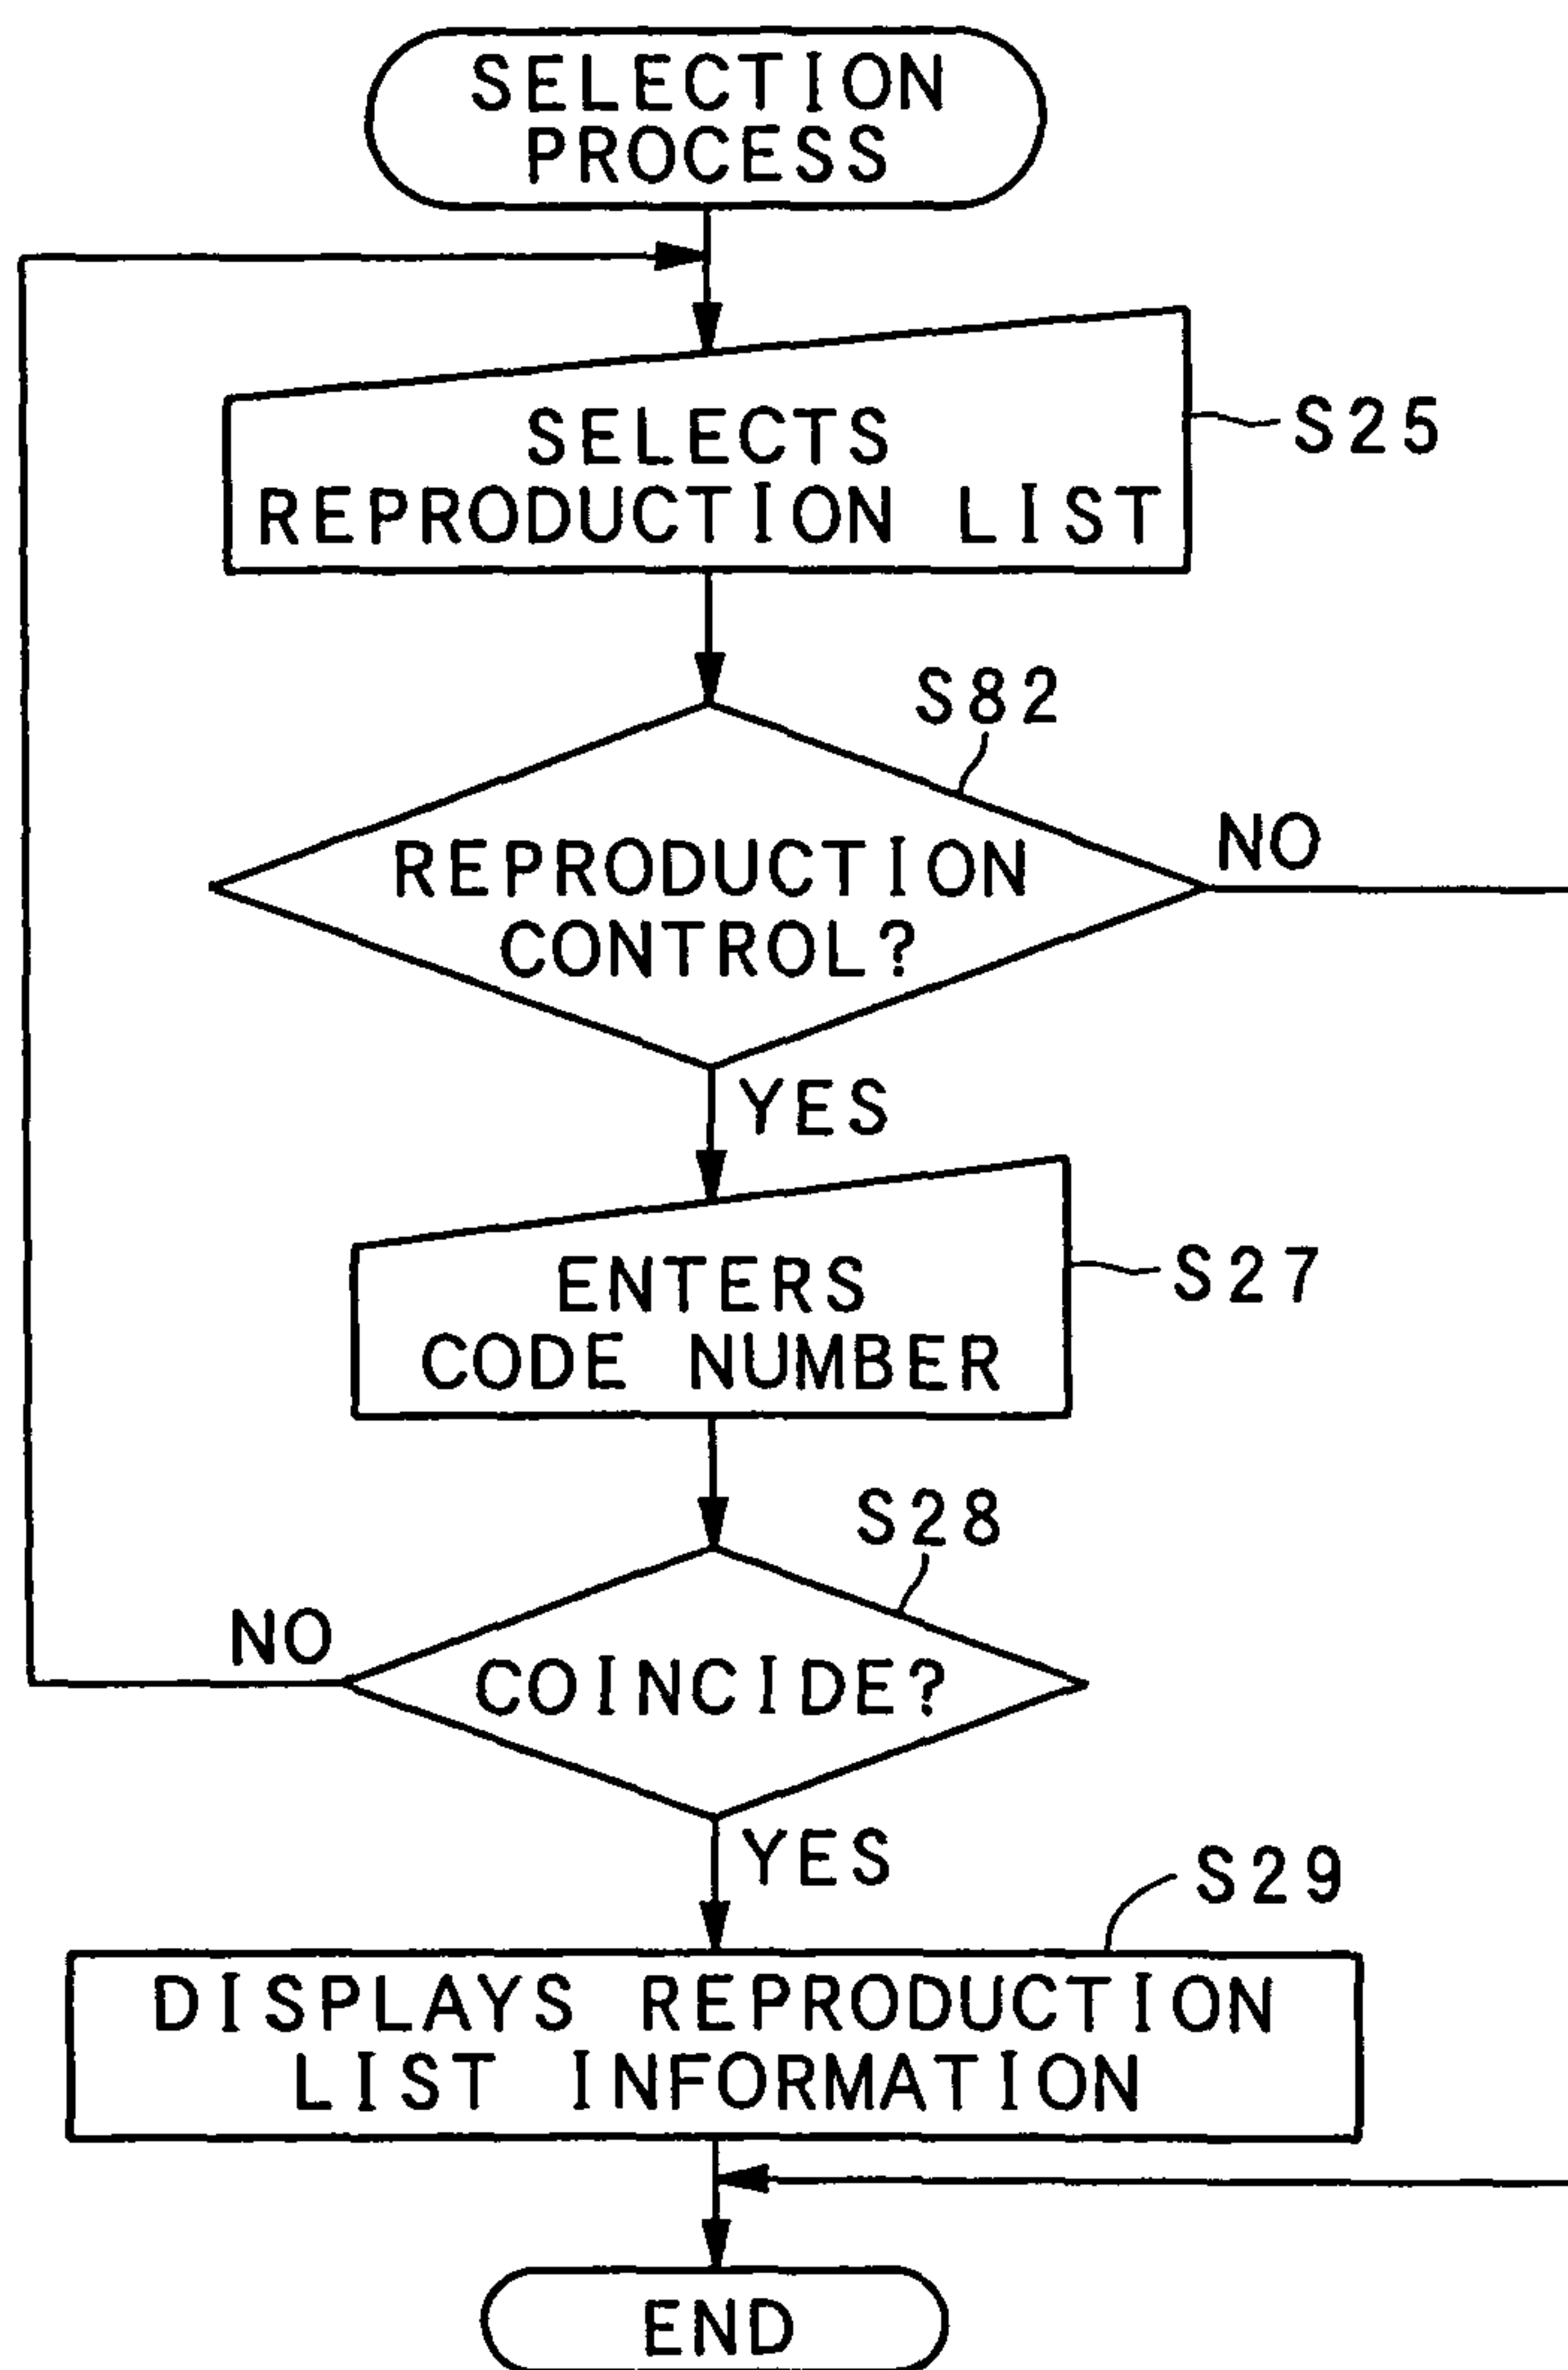 SELECTION
PROCESS
SELECTS
REPRODUCTION LIST
S25
S82
REPRODUCTION
CONTROL?
NO
YES
ENTERS
CODE NUMBER
S27
S28
COINCIDE?
NO
YES
S29
DISPLAYS REPRODUCTION
LIST INFORMATION
END